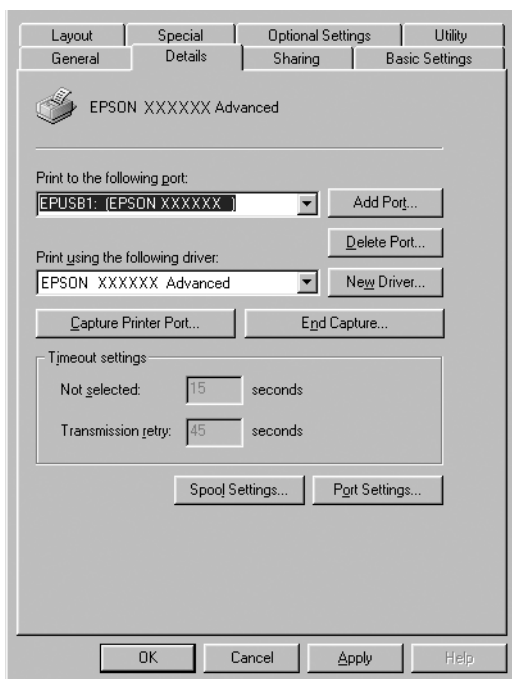 Layout Special Optional Settings Utility
General Details Sharing Basic Settings
EPSON XXXXXX Advanced
Print to the following port:
EPUSB1: (EPSON XXXXXX ) Add Port...
Delete Port...
Print using the following driver:
EPSON XXXXXX Advanced New Driver...
Capture Printer Port... End Capture...
Timeout settings
Not selected: 15 seconds
Transmission retry: 45 seconds
Spool Settings... Port Settings...
OK Cancel Apply Help